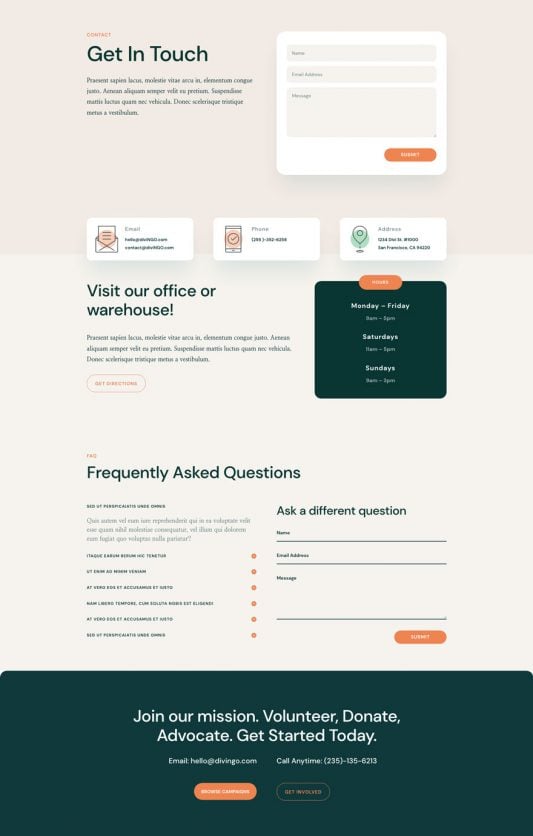 CONTACT
Get In Touch
Praesent sapien lacus, molestie vitae arcu in, elementum congue
justo. Aenean aliquam semper velit eu pretium. Suspendisse
mattis luctus quam nec vehicula. Donec scelerisque tristique
metus a vestibulum.
Name
Email Address
Message
SUBMIT
Email
hello@diviNGO.com
contact@diviNGO.com
Phone
(255)-352-6258
Address
1234 Divi St. #1000
San Francisco, CA 94220
Visit our office or
warehouse!
Praesent sapien lacus, molestie vitae arcu in, elementum congue justo. Aenean
aliquam semper velit eu pretium. Suspendisse mattis luctus quam nec vehicula.
Donec scelerisque tristique metus a vestibulum.
GET DIRECTIONS
HOURS
Monday – Friday
9am – 5pm
Saturdays
11am – 5pm
Sundays
9am – 3pm
FAQ
Frequently Asked Questions
SED UT PERSPICIAIATIS UNDE OMNIS
Quis autem vel eum iure reprehenderit qui in ea voluptate velit
esse quam nihil molestiae consequatur, vel illum qui dolorem
eum fugiat quo voluptas nulla pariatur?
ITAQUE EARUM RERUM HIC TENETUR
UT ENIM AD MINIM VENIAM
AT VERO EOS ET ACCUSAMUS ET IUSTO
NAM LIBERO TEMPORE, CUM SOLUTA NOBIS EST ELIGENDI
AT VERO EOS ET ACCUSAMUS ET IUSTO
SED UT PERSPICIAIATIS UNDE OMNIS
Ask a different question
Name
Email Address
Message
SUBMIT
Join our mission. Volunteer, Donate,
Advocate. Get Started Today.
Email: hello@divingo.com
Call Anytime: (235)-135-6213
BROWSE CAMPAIGNS
GET INVOLVED